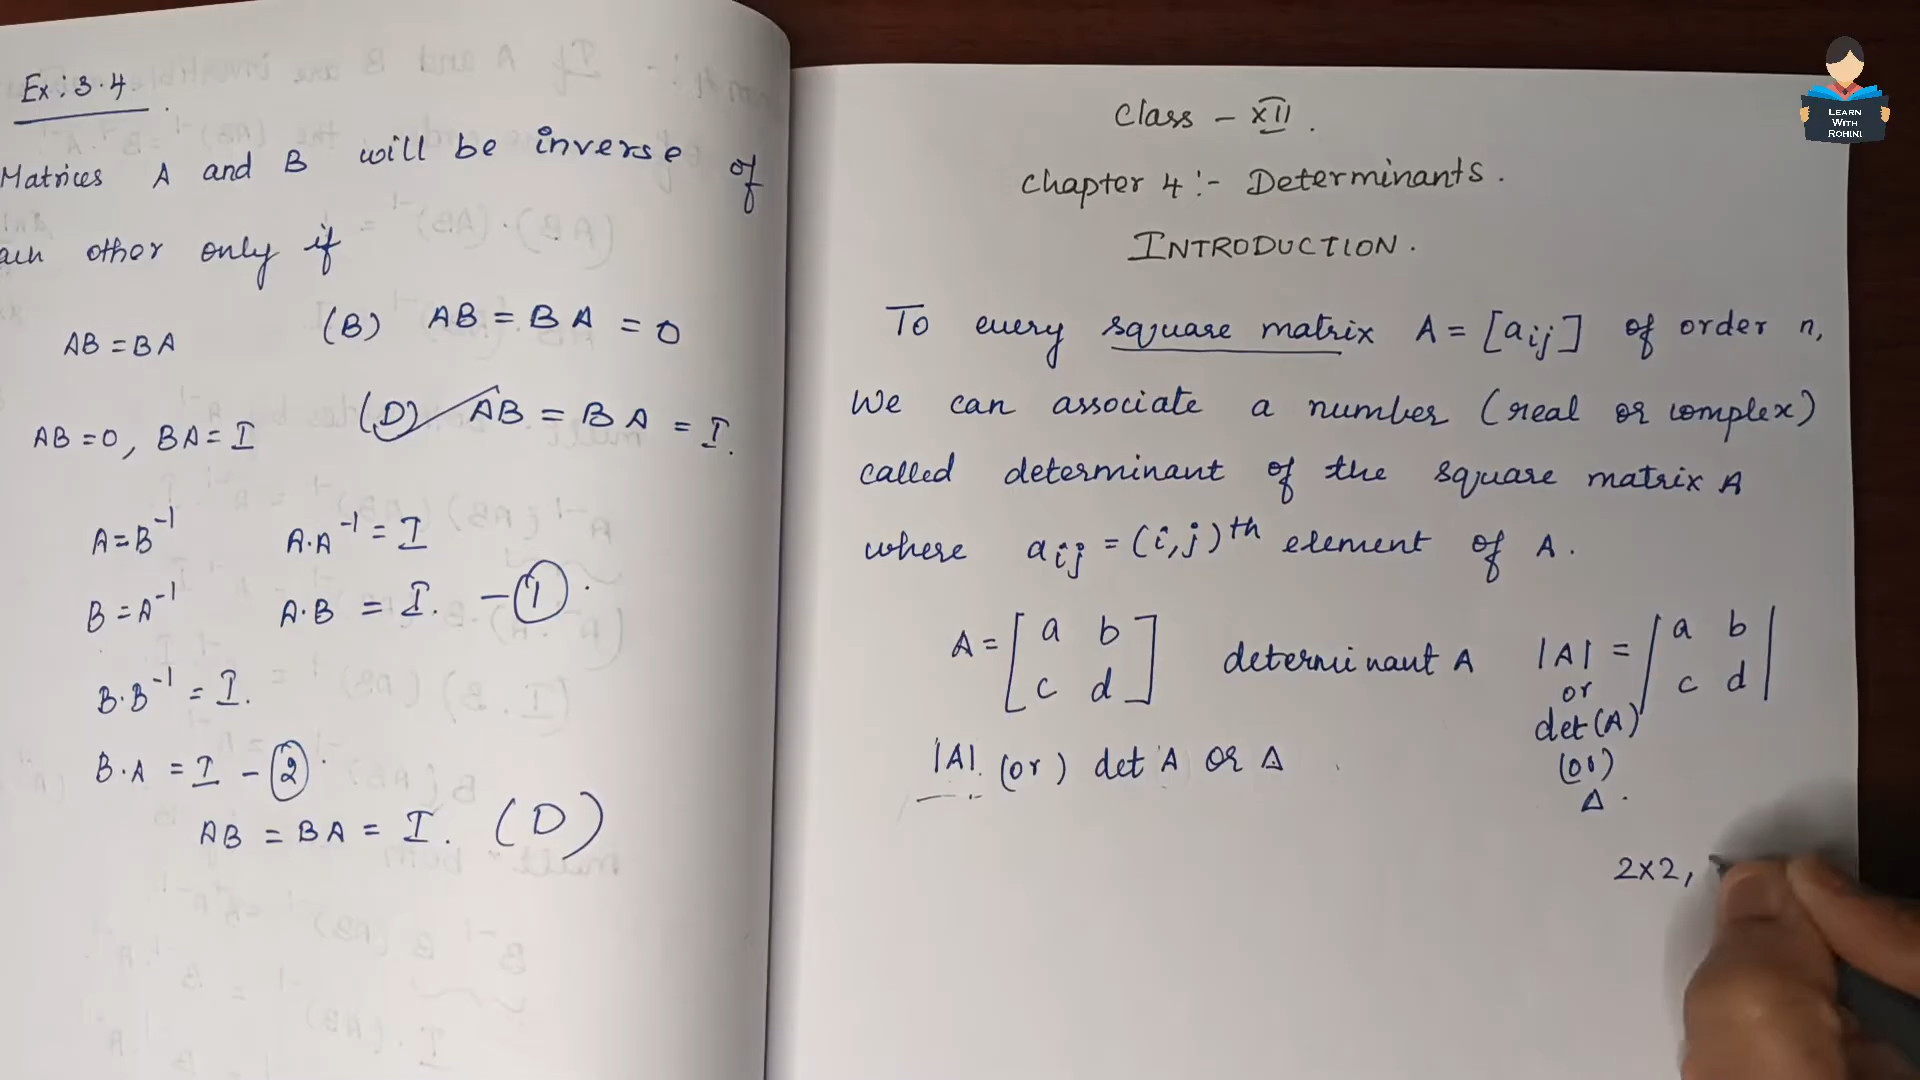 Ex: 3.4
Matrices A and B will be inverse of
other only if
AB = BA (B) AB = BA = 0
AB = 0, BA = I (D) AB = BA = I.
A = B⁻¹ A·A⁻¹ = I
B = A⁻¹ A·B = I. - ①
B·B⁻¹ = I.
B·A = I - ②
AB = BA = I. (D)
Class - XII.
Chapter 4:- Determinants.
INTRODUCTION.
To every square matrix A = [aij] of order n,
We can associate a number (real or complex)
called determinant of the square matrix A
where aij = (i,j)th element of A.
A = [a b
c d] determinant A |A| = |a b
c d|
or
det(A)
(or)
Δ.
|A|. (or) det A OR Δ
2x2,
LEARN
WITH
ROHINI